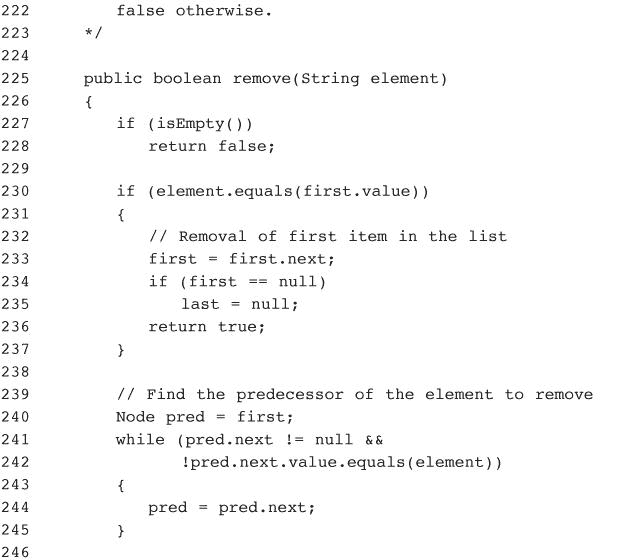 222 false otherwise.
223 */
224
225 public boolean remove(String element)
226 {
227 if (isEmpty())
228 return false;
229
230 if (element.equals(first.value))
231 {
232 // Removal of first item in the list
233 first = first.next;
234 if (first == null)
235 last = null;
236 return true;
237 }
238
239 // Find the predecessor of the element to remove
240 Node pred = first;
241 while (pred.next != null &&
242 !pred.next.value.equals(element))
243 {
244 pred = pred.next;
245 }
246